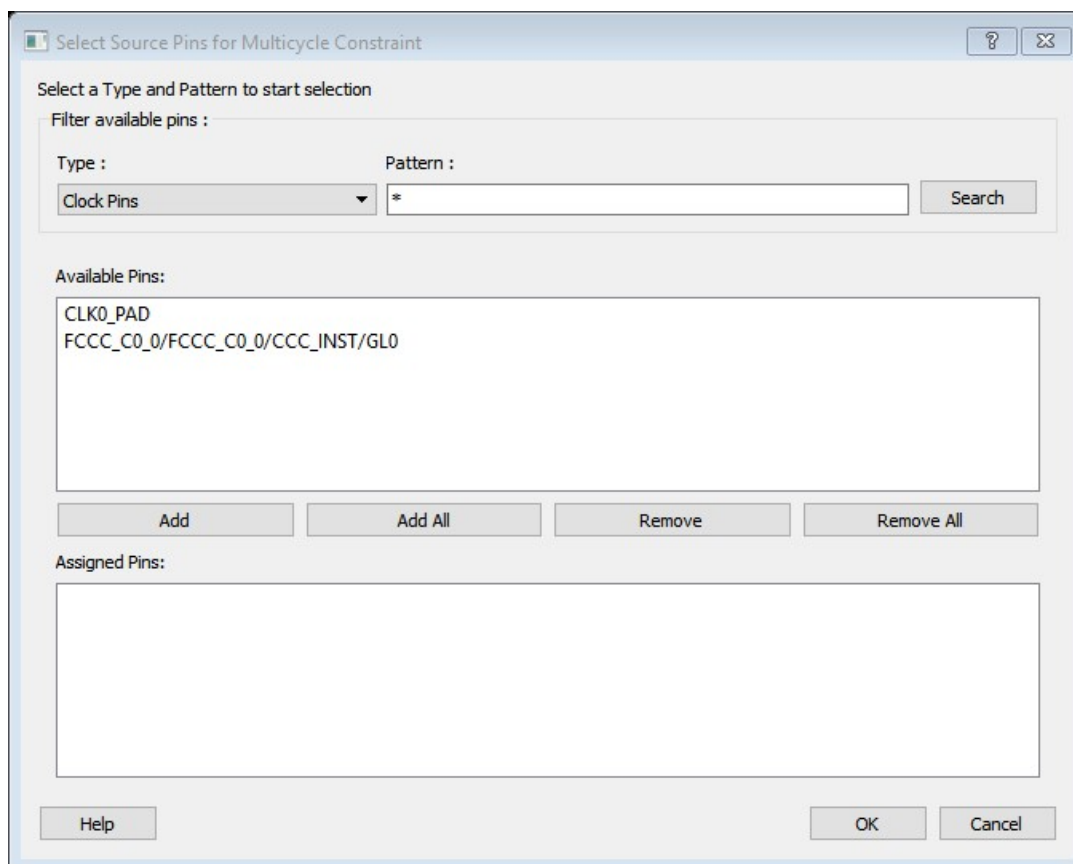 Select Source Pins for Multicycle Constraint
Select a Type and Pattern to start selection
Filter available pins :
Type : Pattern :
Clock Pins * Search
Available Pins:
CLK0_PAD
FCCC_C0_0/FCCC_C0_0/CCC_INST/GL0
Add Add All Remove Remove All
Assigned Pins:
Help OK Cancel